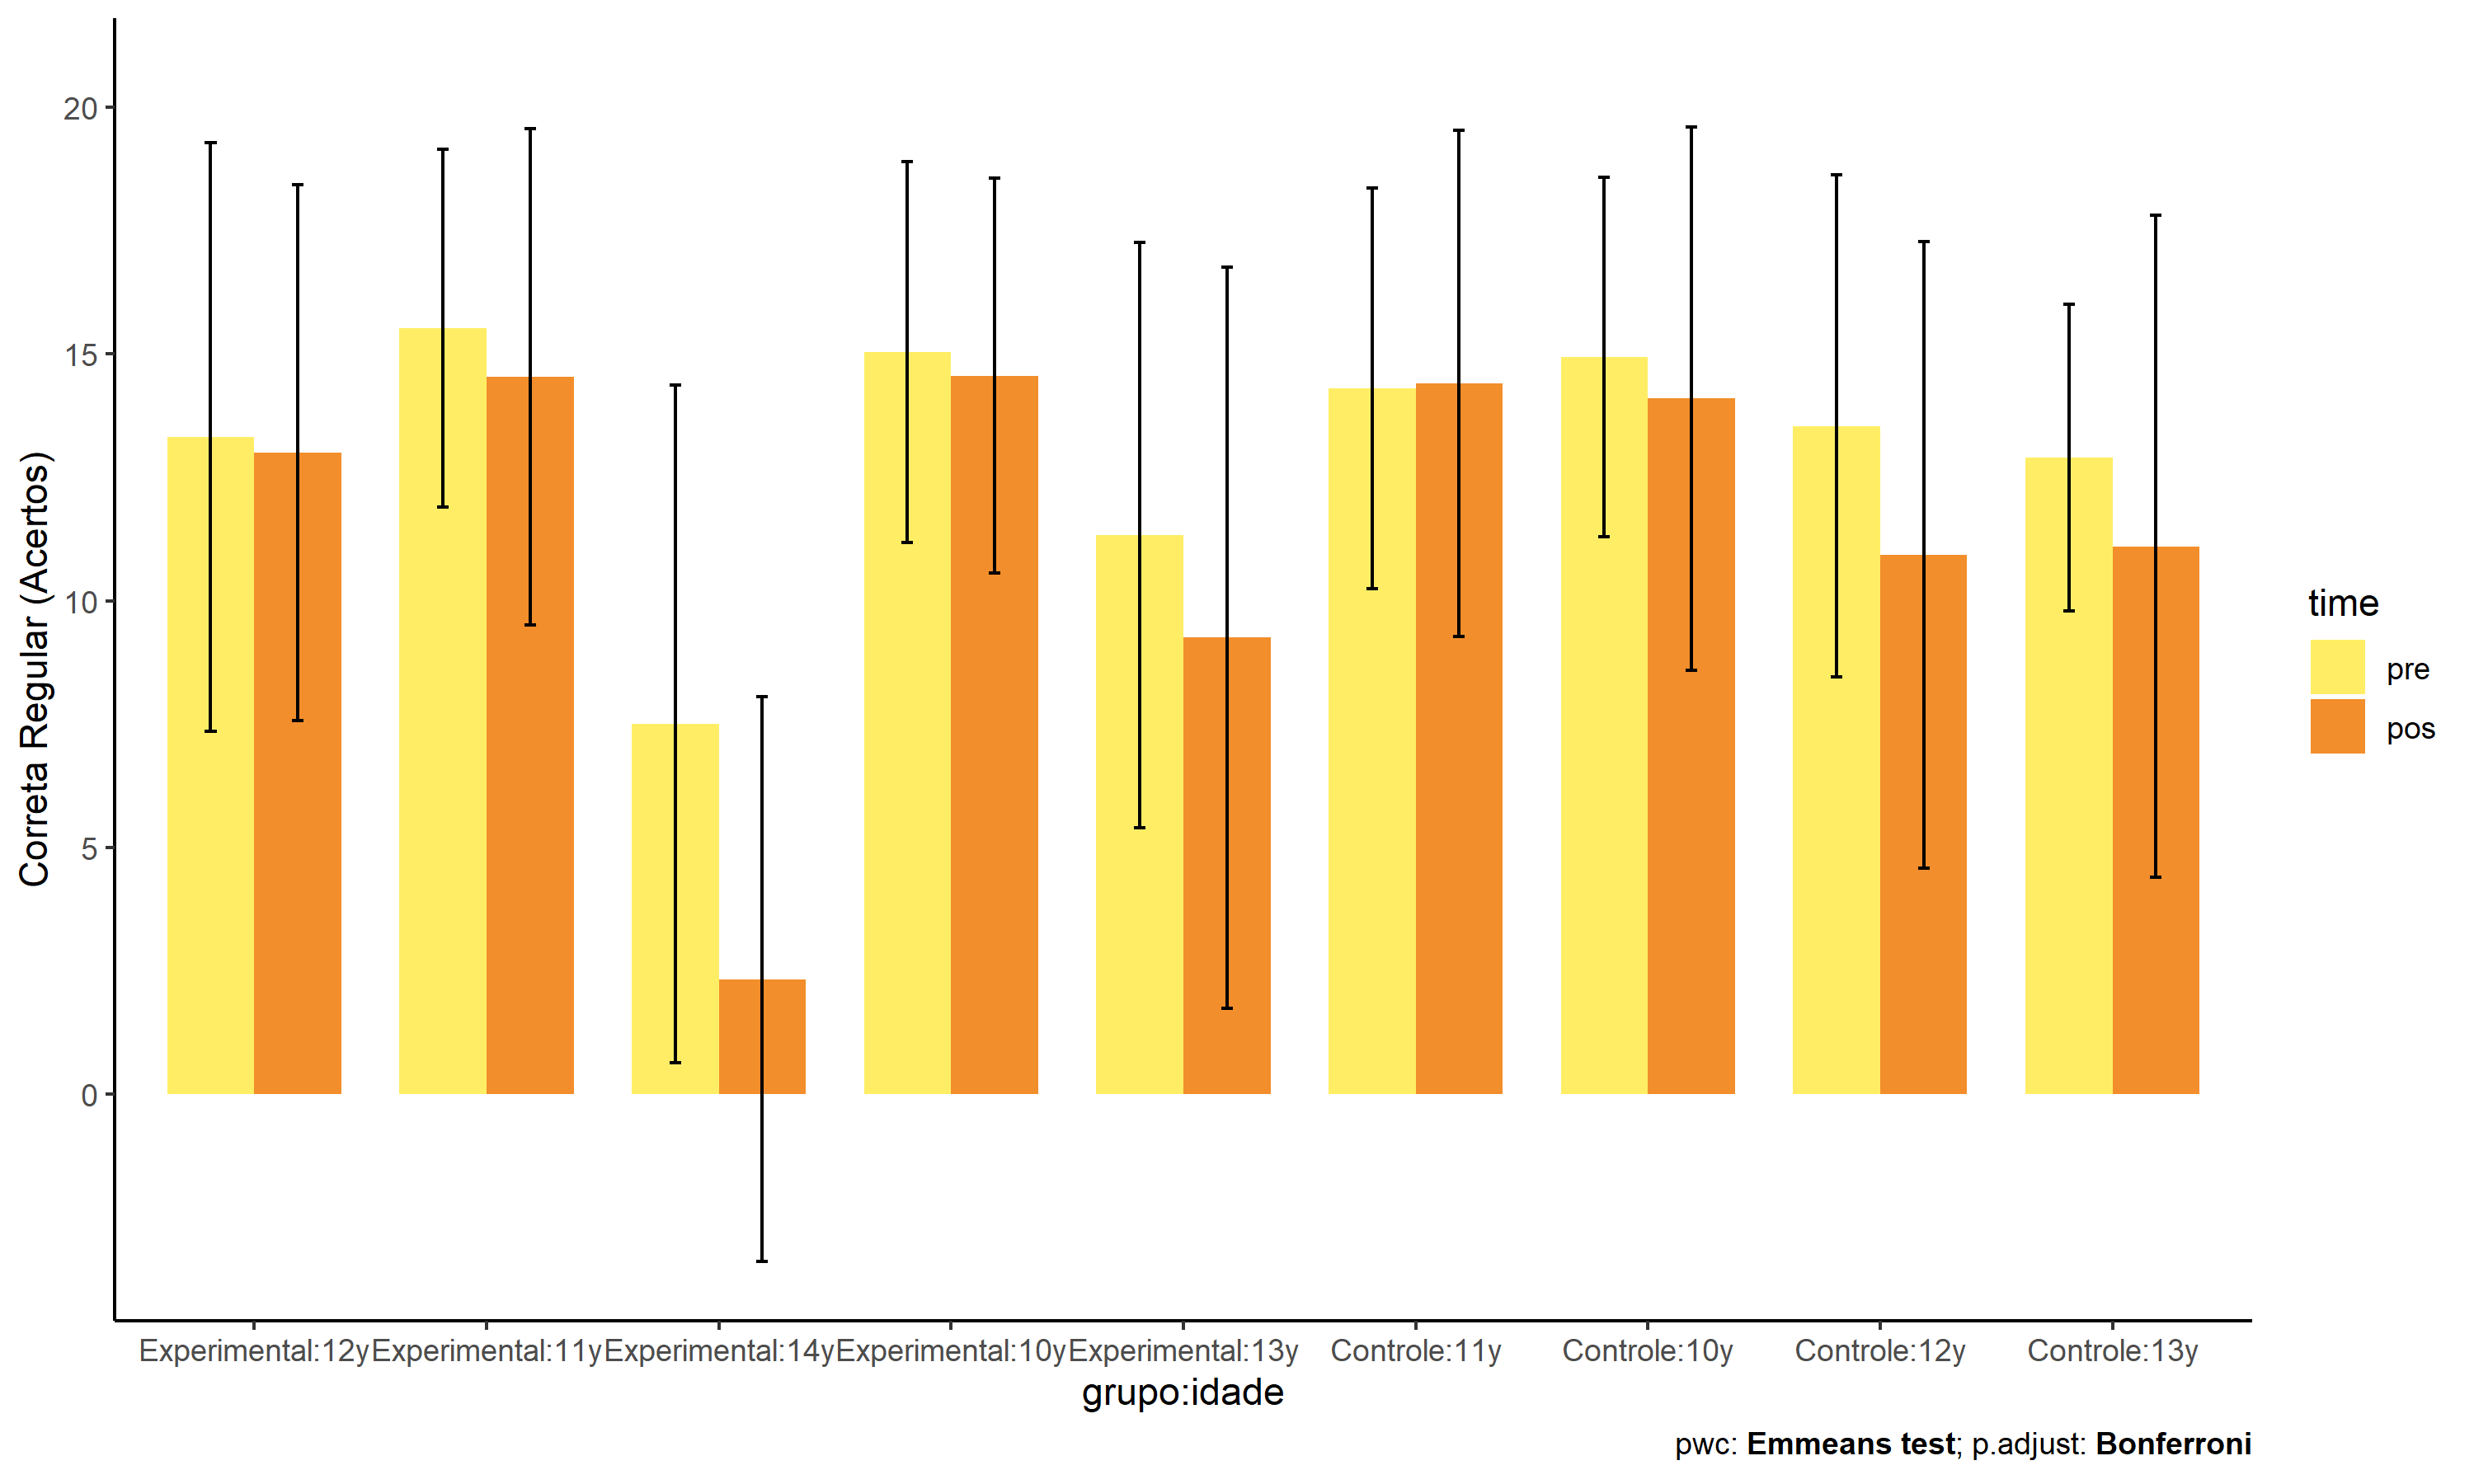 Correta Regular (Acertos)
20
15
10
5
0
Experimental:12y
Experimental:11y
Experimental:14y
Experimental:10y
Experimental:13y
Controle:11y
Controle:10y
Controle:12y
Controle:13y
grupo:idade
time
pre
pos
pwc: Emmeans test; p.adjust: Bonferroni